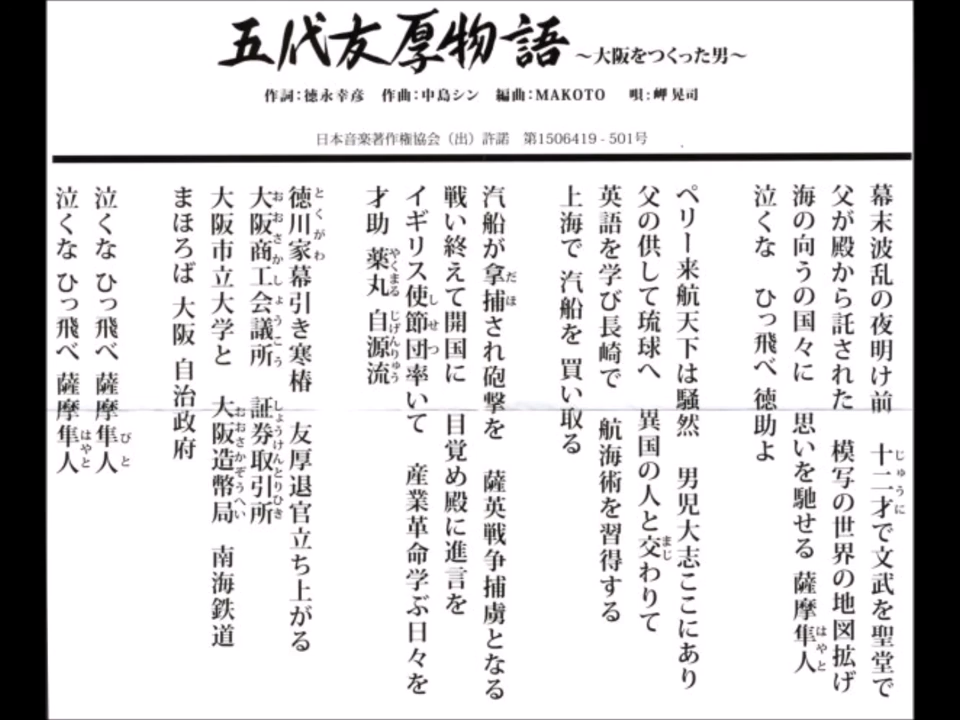 五代友厚物語 ～大阪をつくった男～
作詞：徳永幸彦 作曲：中島シン 編曲：MAKOTO 唄：岬晃司
日本音楽著作権協会（出）許諾 第1506419-501号
幕末波乱の夜明け前 十二才で文武を聖堂で
父が殿から託された 模写の世界の地図拡げ
海の向うの国々に 思いを馳せる 薩摩隼人
泣くな ひっ飛べ 徳助よ
ペリー来航天下は騒然 男児大志ここにあり
父の供して琉球へ 異国の人と交わりて
英語を学び長崎で 航海術を習得する
上海で 汽船を 買い取る
汽船が拿捕され砲撃を 薩英戦争捕虜となる
戦い終えて開国に 目覚め殿に進言を
イギリス使節団率いて 産業革命学ぶ日々を
才助 薬丸 自源流
徳川家幕引き寒椿 友厚退官立ち上がる
大阪商工会議所 証券取引所
大阪市立大学と 大阪造幣局 南海鉄道
まほろば 大阪 自治政府
泣くな ひっ飛べ 薩摩隼人
泣くな ひっ飛べ 薩摩隼人